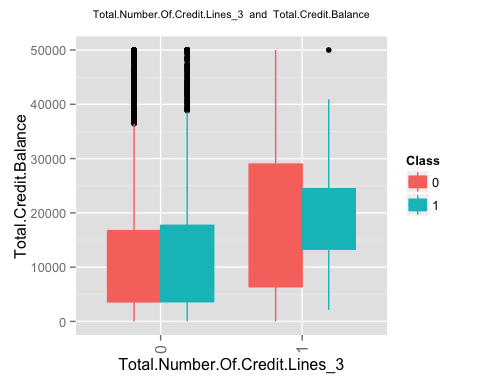 Total.Number.Of.Credit.Lines_3 and Total.Credit.Balance
50000
40000
30000
20000
10000
0
Total.Credit.Balance
0
1
Total.Number.Of.Credit.Lines_3
Class
0
1